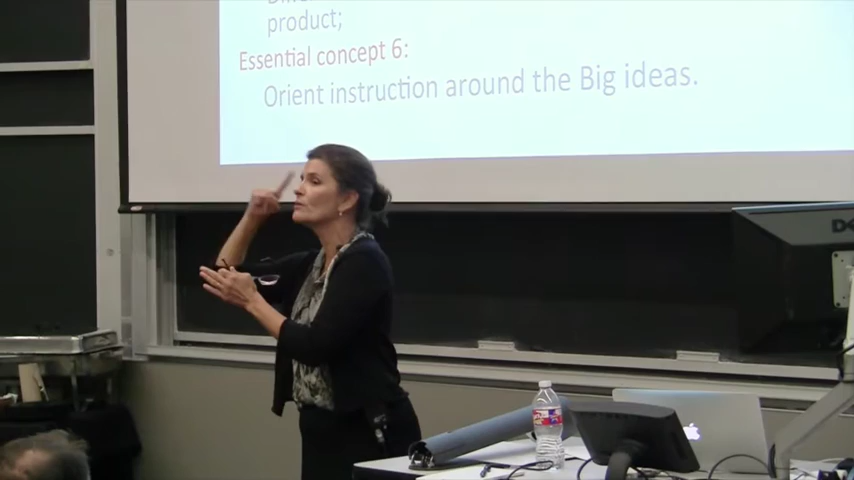 product;
Essential concept 6:
Orient instruction around the Big ideas.